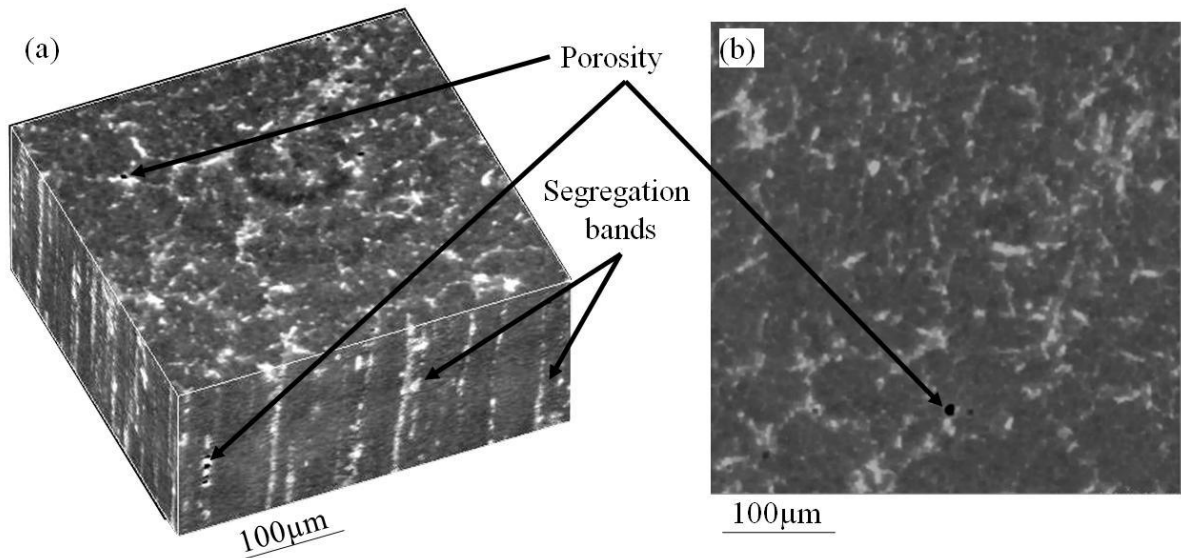 (a)
Porosity
(b)
Segregation
bands
100μm
100μm